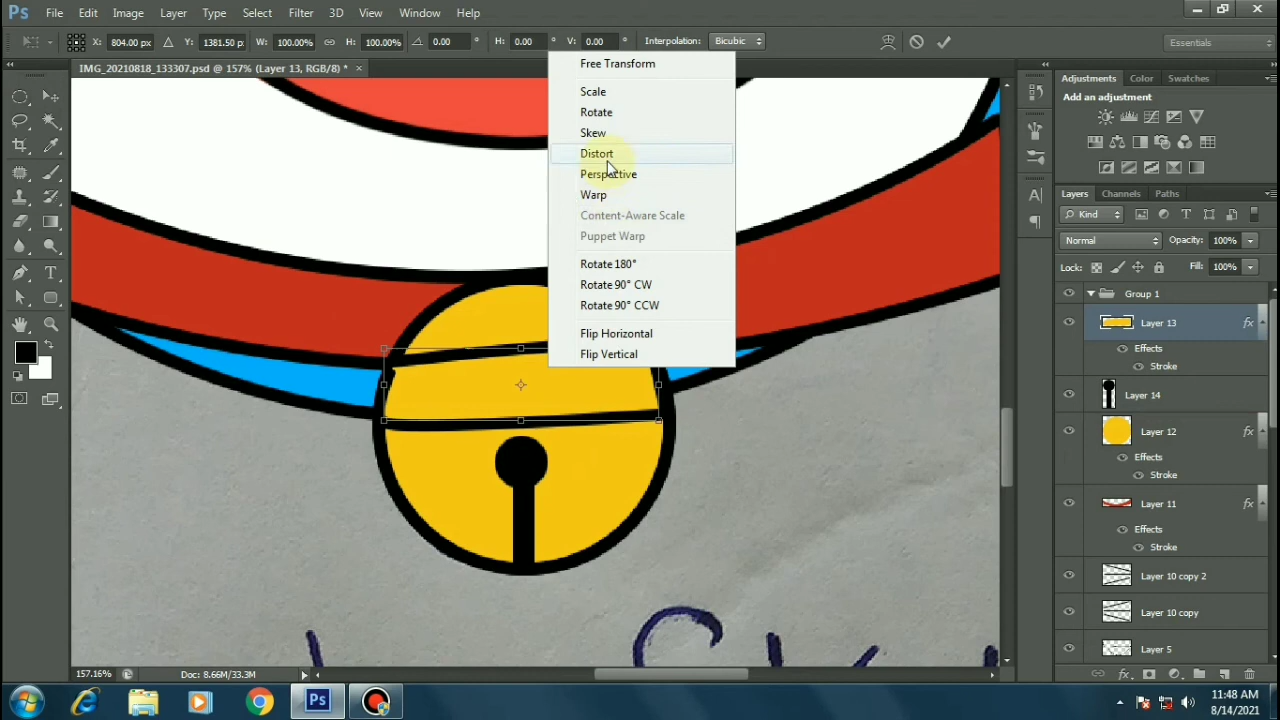 Ps File Edit Image Layer Type Select Filter 3D View Window Help
X: 804.00 px Y: 1381.50 px W: 100.00% H: 100.00% 0.00 ° H: 0.00 ° V: 0.00 ° Interpolation: Bicubic Essentials
IMG_20210818_133307.psd @ 157% (Layer 13, RGB/8) * ×
Free Transform
Scale
Rotate
Skew
Distort
Perspective
Warp
Content-Aware Scale
Puppet Warp
Rotate 180°
Rotate 90° CW
Rotate 90° CCW
Flip Horizontal
Flip Vertical
Adjustments Color Swatches
Add an adjustment
Layers Channels Paths
Kind
Normal Opacity: 100%
Lock: Fill: 100%
Group 1
Layer 13 fx
Effects
Stroke
Layer 14
Layer 12 fx
Effects
Stroke
Layer 11 fx
Effects
Stroke
Layer 10 copy 2
Layer 10 copy
Layer 5
157.16% Doc: 8.66M/33.3M
Ps
11:48 AM
8/14/2021